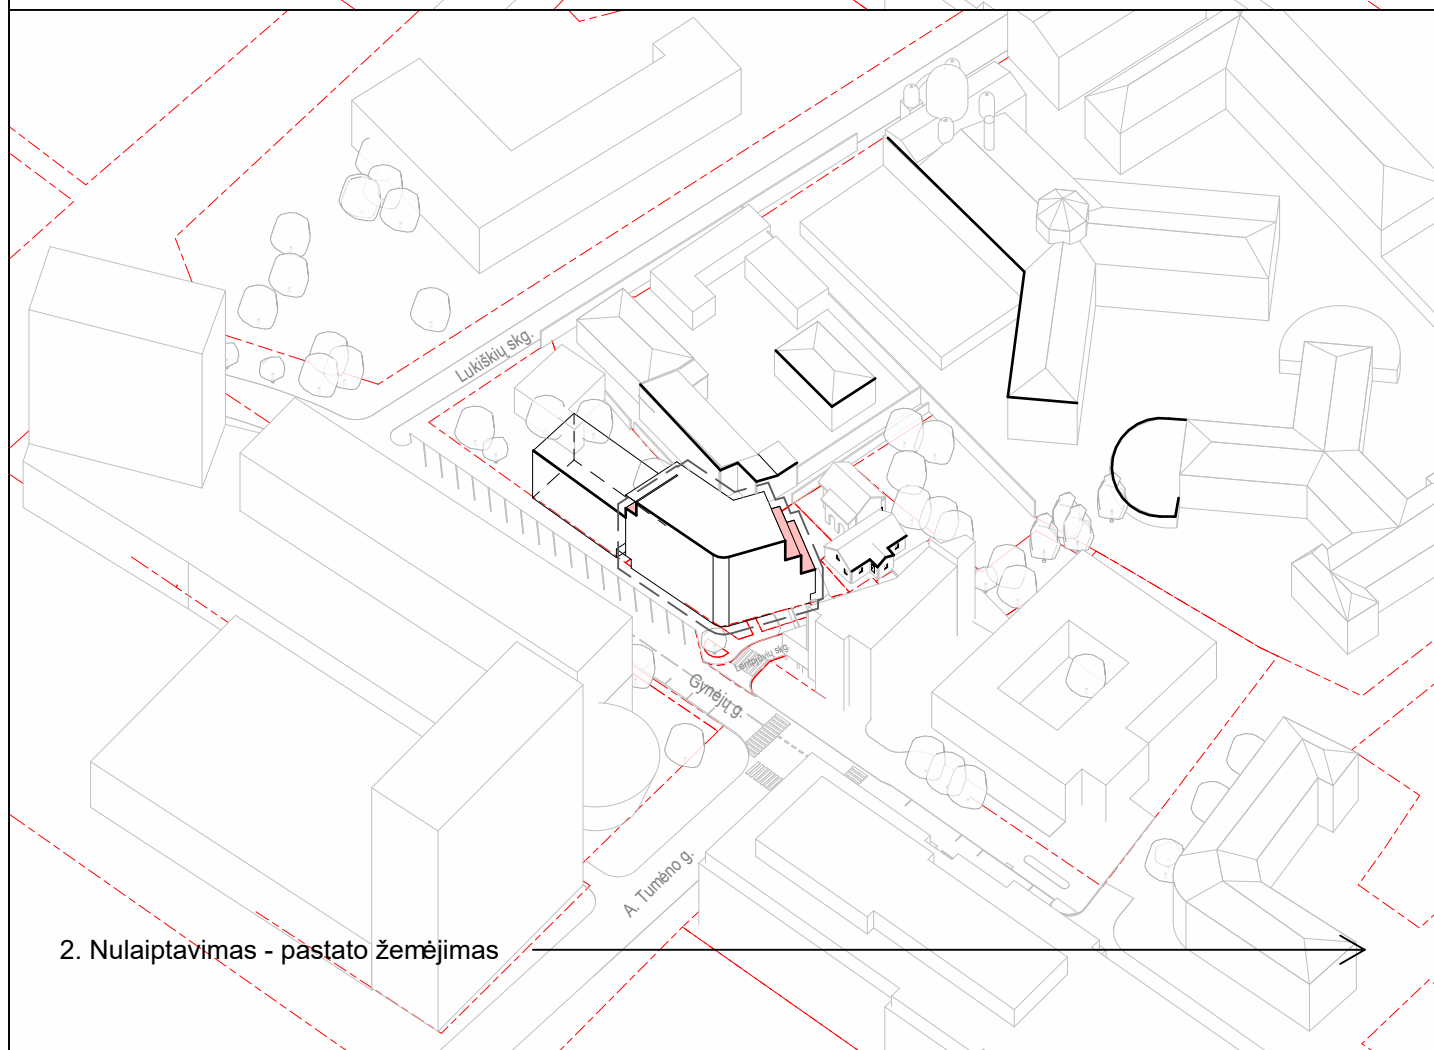 Lukiškių skg.
Lentpjūvių skg.
Gynėjų g.
A. Tumėno g.
2. Nulaiptavimas - pastato žemėjimas